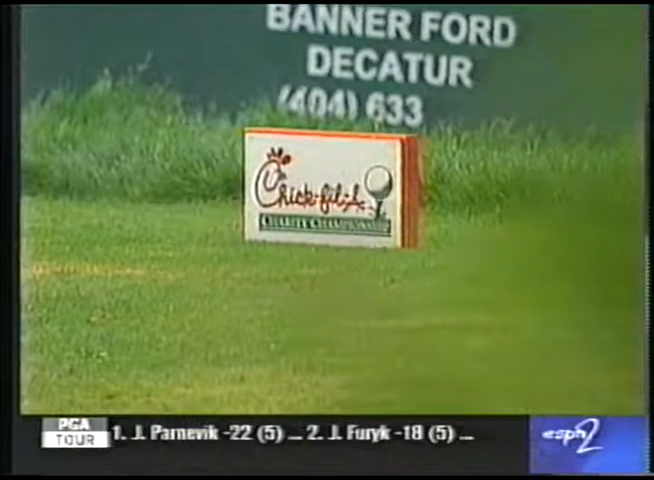 BANNER FORD
DECATUR
(404) 633
Chick-fil-A
CHARITY CHAMPIONSHIP
PGA TOUR
1. J. Parnevik -22 (5) ... 2. J. Furyk -18 (5) ...
espn2